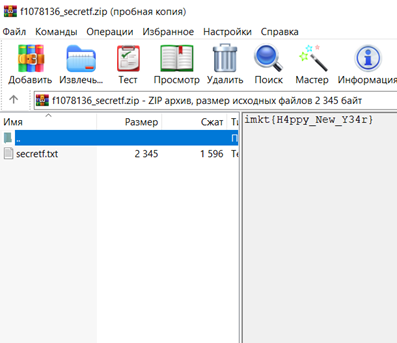 f1078136_secretf.zip (пробная копия)
Файл Команды Операции Избранное Настройки Справка
Добавить Извлечь... Тест Просмотр Удалить Поиск Мастер Информация
f1078136_secretf.zip - ZIP архив, размер исходных файлов 2 345 байт
Имя Размер Сжат
..
secretf.txt 2 345 1 596
imkt{H4ppy_New_Y34r}